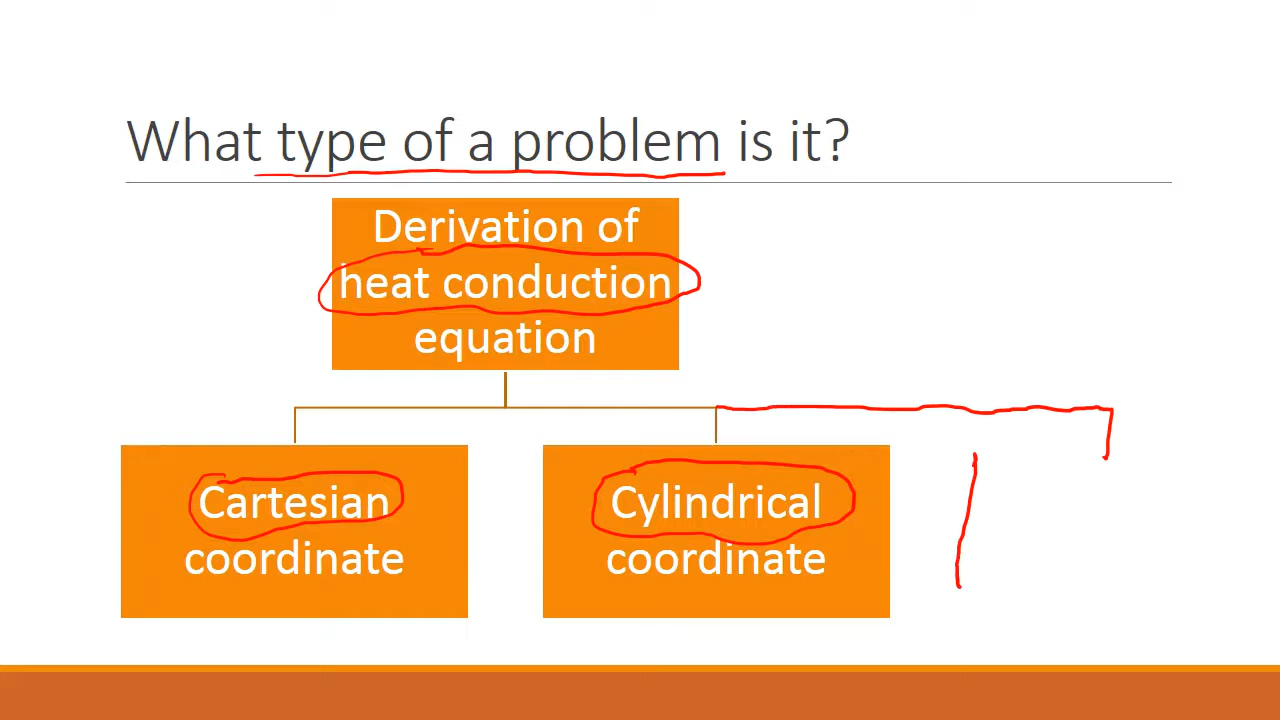 What type of a problem is it?
Derivation of
heat conduction
equation
Cartesian
coordinate
Cylindrical
coordinate